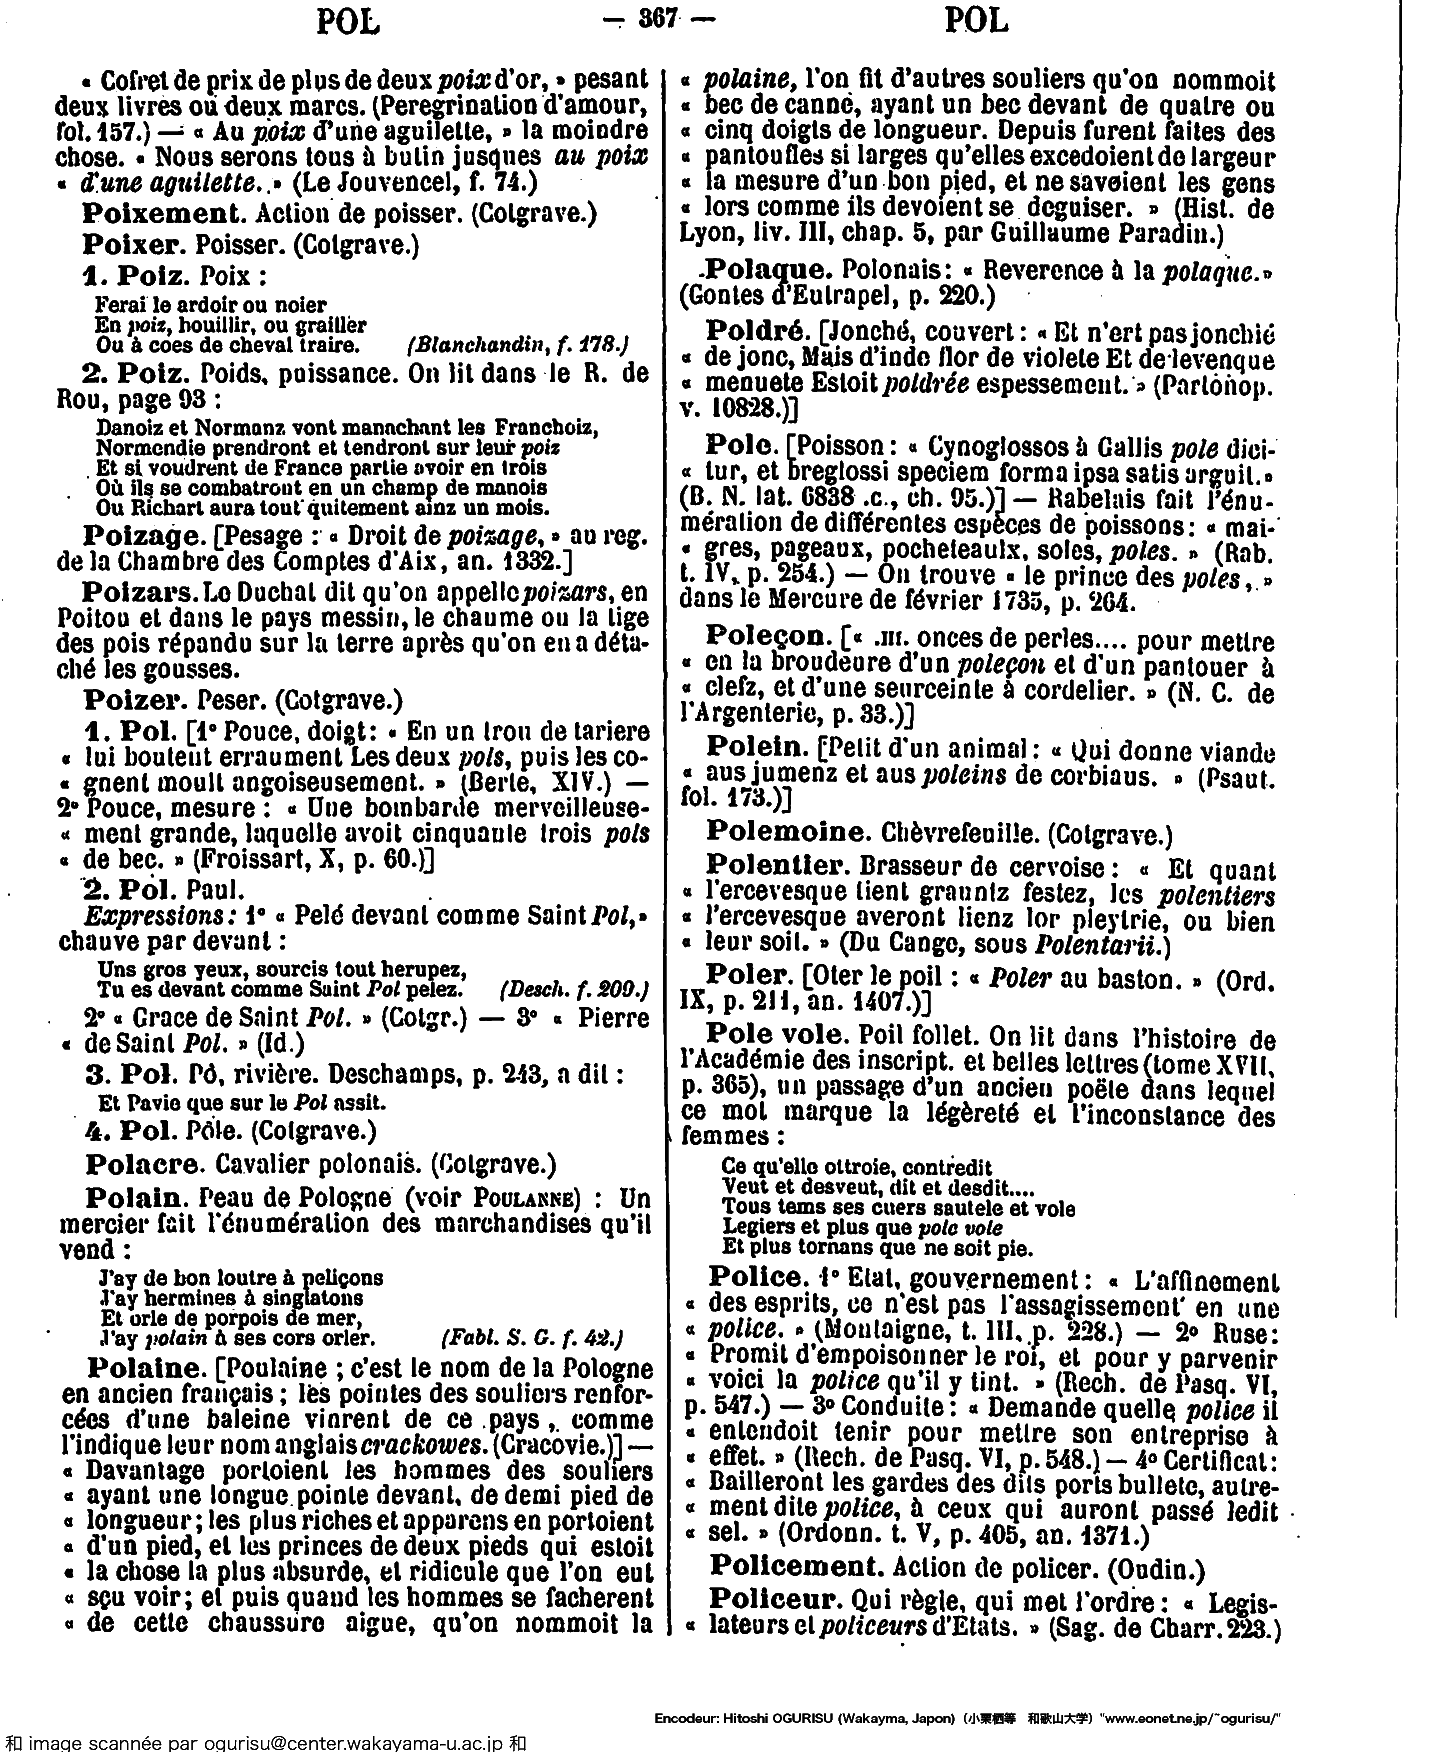 POL — 367 — POL
« Cofret de prix de plus de deux poix d'or, » pesant
deux livres ou deux marcs. (Peregrination d'amour,
fol. 157.) — « Au poix d'une aguilette, » la moindre
chose. « Nous serons tous à butin jusques au poix
« d'une aguilette. » (Le Jouvencel, f. 74.)
Poixement. Action de poisser. (Cotgrave.)
Poixer. Poisser. (Cotgrave.)
1. Poiz. Poix :
Ferai le ardoir ou noier
En poiz, houillir, ou grailler
Ou à coes de cheval traire. (Blanchandin, f. 178.)
2. Poiz. Poids, puissance. On lit dans le R. de
Rou, page 93 :
Danoiz et Normanz vont manachant les Franchoiz,
Normendie prendront et tendront sur leur poiz
Et si voudrent de France partie avoir en trois
Où ils se combatront en un champ de manois
Ou Richart aura tout quitement ainz un mois.
Poizage. [Pesage : « Droit de poizage, » au reg.
de la Chambre des Comptes d'Aix, an. 1332.]
Poizars. Le Duchat dit qu'on appelle poizars, en
Poitou et dans le pays messin, le chaume ou la tige
des pois répandu sur la terre après qu'on en a déta-
ché les gousses.
Poizer. Peser. (Cotgrave.)
1. Pol. [1° Pouce, doigt : « En un trou de tariere
« lui boutent erraument Les deux pols, puis les co-
« gnent moult angoiseusement. » (Berte, XIV.) —
2° Pouce, mesure : « Une bombarde merveilleuse-
« ment grande, laquelle avoit cinquante trois pols
« de bec. » (Froissart, X, p. 60.)]
2. Pol. Paul.
Expressions : 1° « Pelé devant comme Saint Pol, »
chauve par devant :
Uns gros yeux, sourcis tout herupez,
Tu es devant comme Saint Pol pelez. (Desch. f. 209.)
2° « Grace de Saint Pol. » (Cotgr.) — 3° « Pierre
« de Saint Pol. » (Id.)
3. Pol. Pô, rivière. Deschamps, p. 243, a dit :
Et Pavie que sur le Pol assit.
4. Pol. Pôle. (Cotgrave.)
Polacre. Cavalier polonais. (Cotgrave.)
Polain. Peau de Pologne (voir POULANNE) : Un
mercier fait l'énumération des marchandises qu'il
vend :
J'ay de bon loutre à peliçons
J'ay hermines à singlatons
Et orle de porpois de mer,
J'ay polain à ses cors orler. (Fabl. S. G. f. 42.)
Polaine. [Poulaine ; c'est le nom de la Pologne
en ancien français ; les pointes des souliers renfor-
cées d'une baleine vinrent de ce pays, comme
l'indique leur nom anglais crackowes. (Cracovie.)] —
« Davantage portoient les hommes des souliers
« ayant une longue pointe devant, de demi pied de
« longueur ; les plus riches et apparens en portoient
« d'un pied, et les princes de deux pieds qui estoit
« la chose la plus absurde, et ridicule que l'on eut
« sçu voir ; et puis quand les hommes se facherent
« de cette chaussure aigue, qu'on nommoit la
« polaine, l'on fit d'autres souliers qu'on nommoit
« bec de canne, ayant un bec devant de quatre ou
« cinq doigts de longueur. Depuis furent faites des
« pantoufles si larges qu'elles excedoient de largeur
« la mesure d'un bon pied, et ne savoient les gens
« lors comme ils devoient se deguiser. » (Hist. de
Lyon, liv. III, chap. 5, par Guillaume Paradin.)
Polaque. Polonais : « Reverence à la polaque. »
(Contes d'Eutrapel, p. 220.)
Poldré. [Jonché, couvert : « Et n'ert pas jonchié
« de jonc, Mais d'inde flor de violete Et de levenque
« menuete Estoit poldrée espessement. » (Partonop.
v. 10828.)]
Pole. [Poisson : « Cynoglossos à Gallis pole dici-
« tur, et breglossi speciem forma ipsa satis arguit. »
(B. N. lat. 6838 .c., ch. 95.)] — Rabelais fait l'énu-
mération de différentes espèces de poissons : « mai-
« gres, pageaux, pocheteaulx, soles, poles. » (Rab.
t. IV, p. 254.) — On trouve « le prince des poles, »
dans le Mercure de février 1735, p. 264.
Poleçon. [« .III. onces de perles.... pour mettre
« en la broudeure d'un poleçon et d'un pantouer à
« clefz, et d'une seurceinte à cordelier. » (N. C. de
l'Argenterie, p. 33.)]
Polein. [Petit d'un animal : « Qui donne viande
« aus jumenz et aus poleins de corbiaus. » (Psaut.
fol. 173.)]
Polemoine. Chèvrefeuille. (Cotgrave.)
Polentier. Brasseur de cervoise : « Et quant
« l'ercevesque tient grauntz festez, les polentiers
« l'ercevesque averont lienz lor pleytrie, ou bien
« leur soit. » (Du Cange, sous Polentarii.)
Poler. [Oter le poil : « Poler au baston. » (Ord.
IX, p. 211, an. 1407.)]
Pole vole. Poil follet. On lit dans l'histoire de
l'Académie des inscript. et belles lettres (tome XVII,
p. 365), un passage d'un ancien poëte dans lequel
ce mot marque la légèreté et l'inconstance des
femmes :
Ce qu'elle ottroie, contredit
Veut et desveut, dit et desdit....
Tous tems ses cuers sautele et vole
Legiers et plus que pole vole
Et plus tornans que ne soit pie.
Police. 1° Etat, gouvernement : « L'affinement
« des esprits, ce n'est pas l'assagissement en une
« police. » (Montaigne, t. III, p. 228.) — 2° Ruse :
« Promit d'empoisonner le roi, et pour y parvenir
« voici la police qu'il y tint. » (Rech. de Pasq. VI,
p. 547.) — 3° Conduite : « Demande quelle police il
« entendoit tenir pour mettre son entreprise à
« effet. » (Rech. de Pasq. VI, p. 548.) — 4° Certificat :
« Bailleront les gardes des dits ports bullete, autre-
« ment dite police, à ceux qui auront passé ledit
« sel. » (Ordonn. t. V, p. 405, an. 1371.)
Policement. Action de policer. (Oudin.)
Policeur. Qui règle, qui met l'ordre : « Legis-
« lateurs et policeurs d'Etats. » (Sag. de Charr. 223.)
Encodeur: Hitoshi OGURISU (Wakayma, Japon) (小栗栖等 和歌山大学) "www.eonet.ne.jp/~ogurisu/"
和 image scannée par ogurisu@center.wakayama-u.ac.jp 和